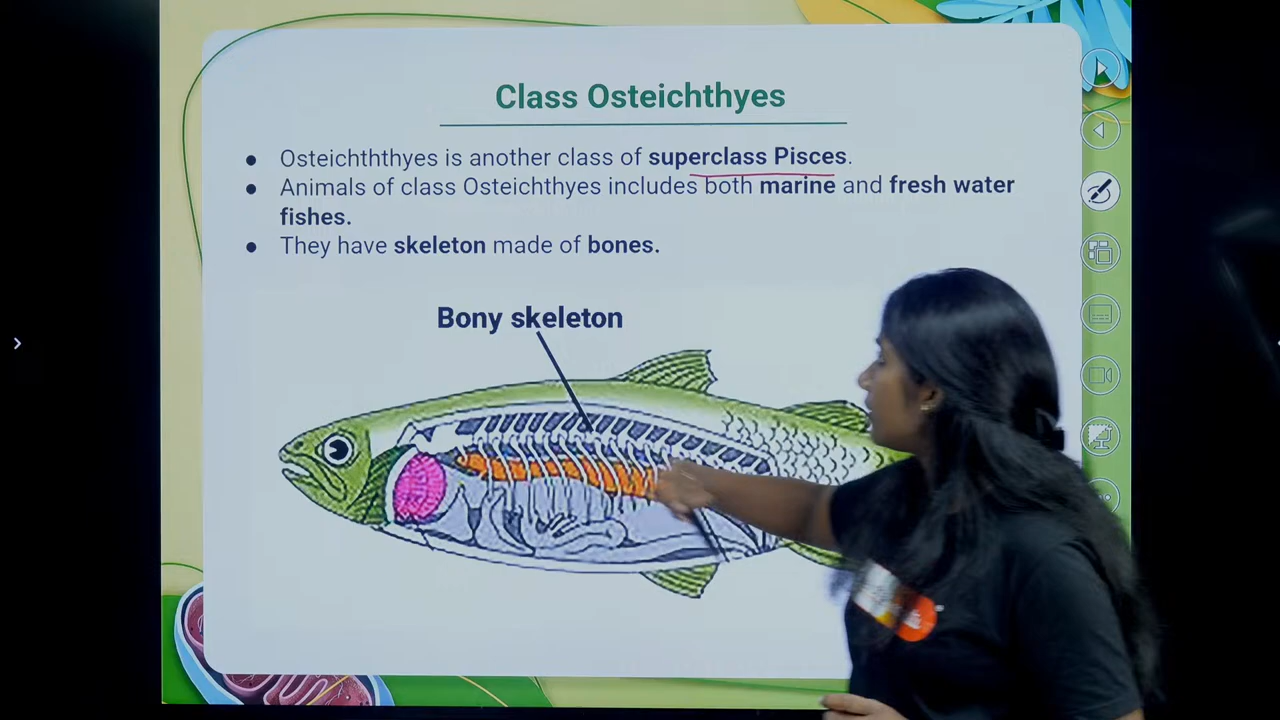 Class Osteichthyes
● Osteichththyes is another class of superclass Pisces.
● Animals of class Osteichthyes includes both marine and fresh water
fishes.
● They have skeleton made of bones.
Bony skeleton